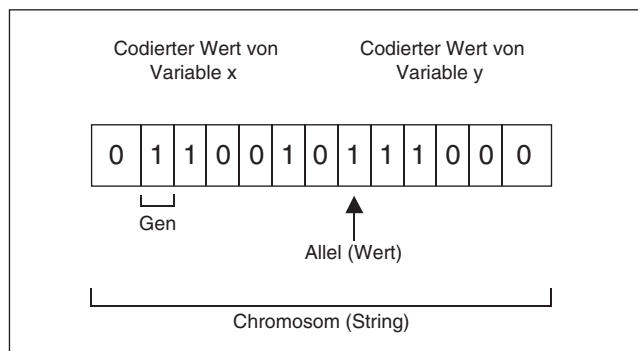 Codierter Wert von
Variable x
Codierter Wert von
Variable y
0 1 1 0 0 1 0 1 1 1 0 0 0
Gen
Allel (Wert)
Chromosom (String)